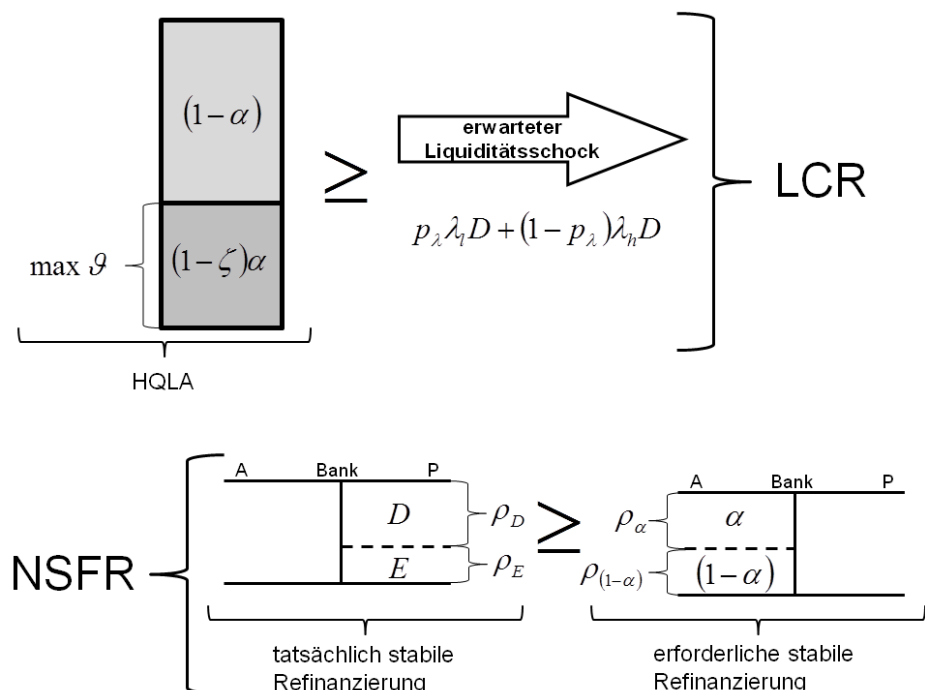 (1-α)
max ϑ
(1-ζ)α
HQLA
≥
erwarteter
Liquiditätsschock
p_λ λ_l D + (1-p_λ) λ_h D
LCR
NSFR
A Bank P
D
E
ρ_D
ρ_E
tatsächlich stabile
Refinanzierung
≥
A Bank P
ρ_α
α
ρ_(1-α)
(1-α)
erforderliche stabile
Refinanzierung